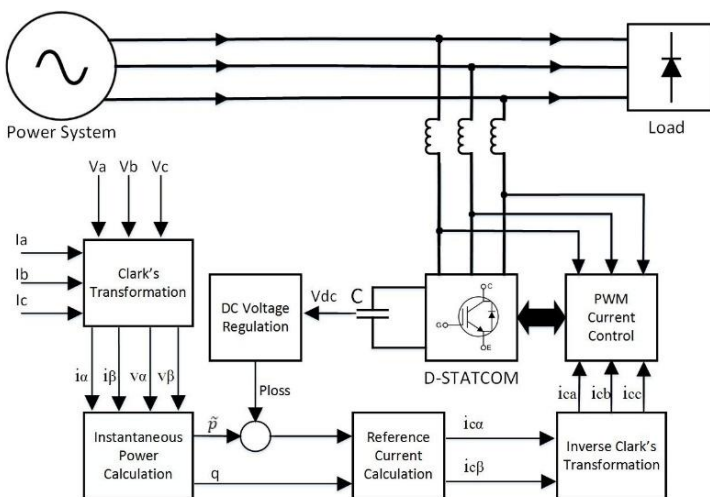 Power System
Load
Va Vb Vc
Ia
Ib
Ic
Clark's
Transformation
DC Voltage
Regulation
Vdc
C
C
G
E
D-STATCOM
PWM
Current
Control
iα iβ vα vβ
Ploss
ica icb icc
Instantaneous
Power
Calculation
p̃
q
Reference
Current
Calculation
icα
icβ
Inverse Clark's
Transformation